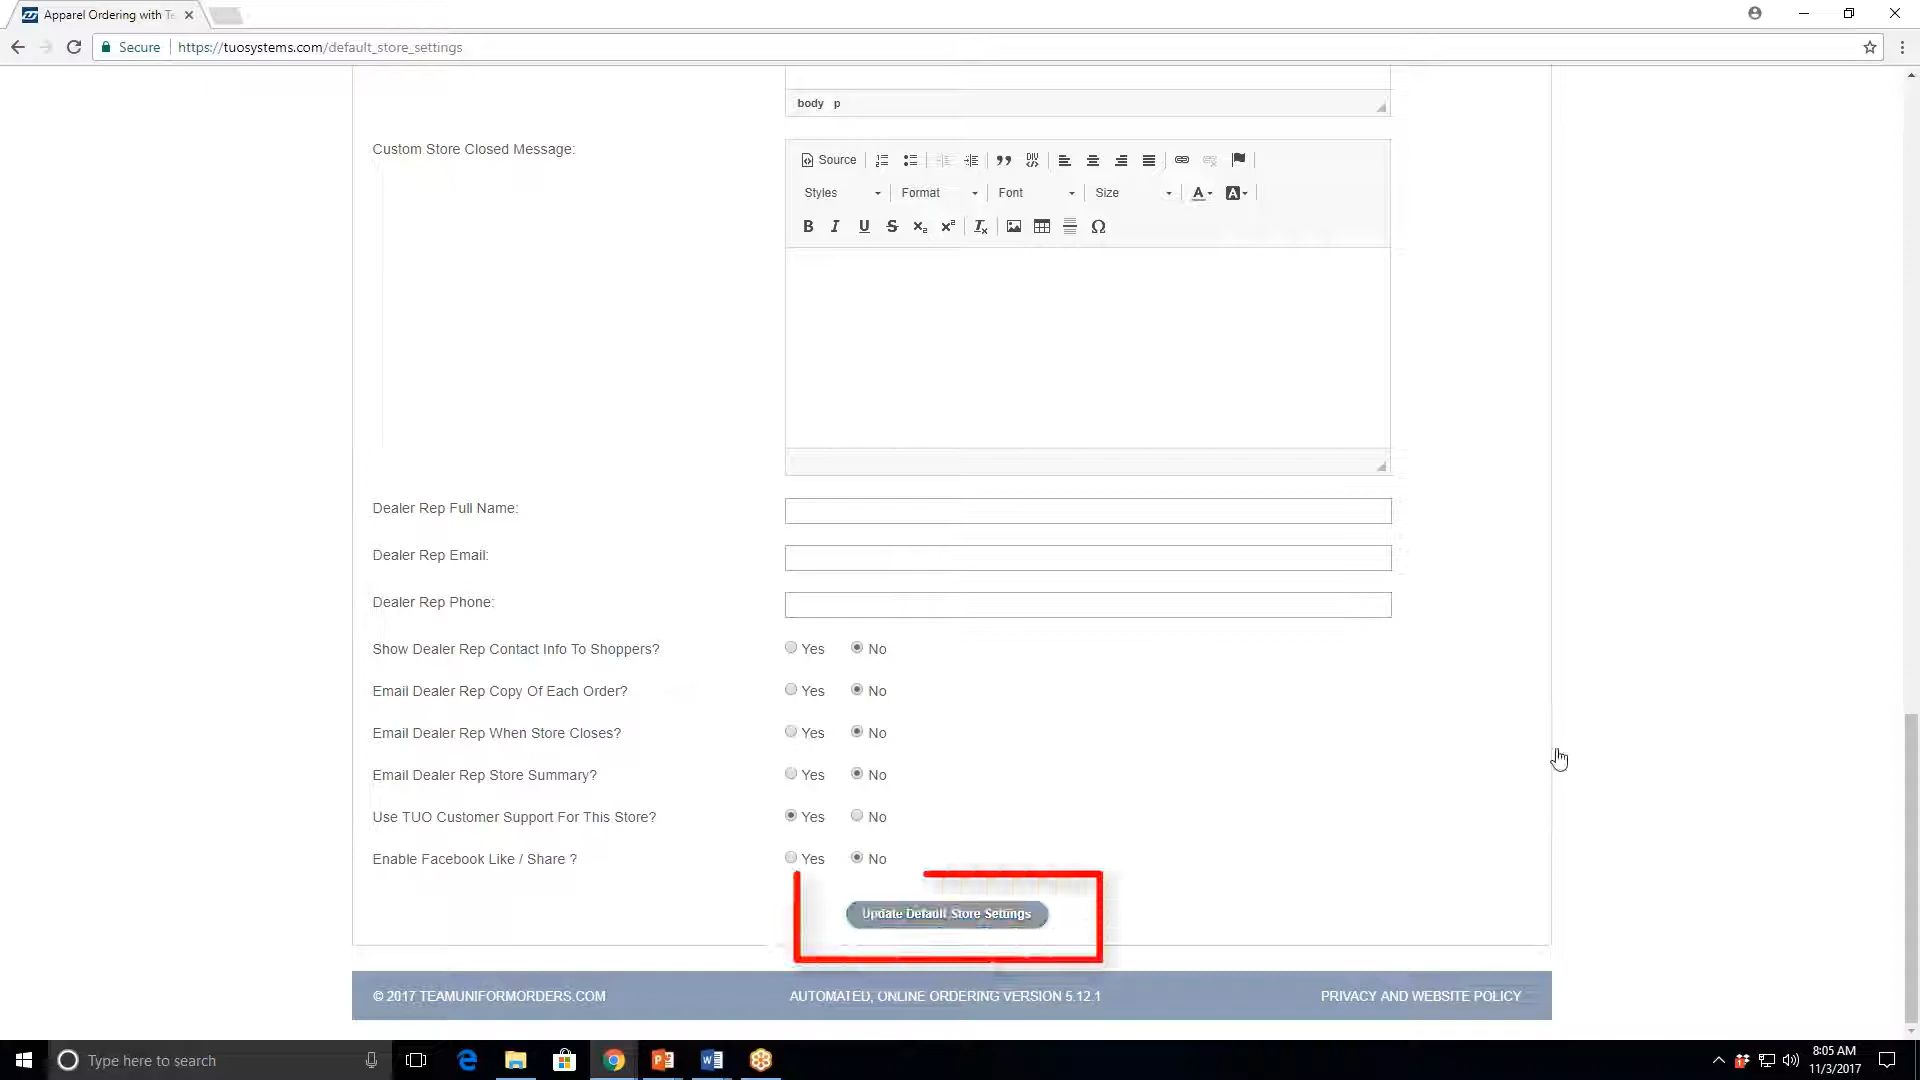 Apparel Ordering with Te
Secure https://tuosystems.com/default_store_settings
body p
Custom Store Closed Message:
Source
Styles Format Font Size A A
B I U S x₂ x² Tx Ω
Dealer Rep Full Name:
Dealer Rep Email:
Dealer Rep Phone:
Show Dealer Rep Contact Info To Shoppers? Yes No
Email Dealer Rep Copy Of Each Order? Yes No
Email Dealer Rep When Store Closes? Yes No
Email Dealer Rep Store Summary? Yes No
Use TUO Customer Support For This Store? Yes No
Enable Facebook Like / Share ? Yes No
Update Default Store Settings
© 2017 TEAMUNIFORMORDERS.COM AUTOMATED, ONLINE ORDERING VERSION 5.12.1 PRIVACY AND WEBSITE POLICY
Type here to search
8:05 AM
11/3/2017